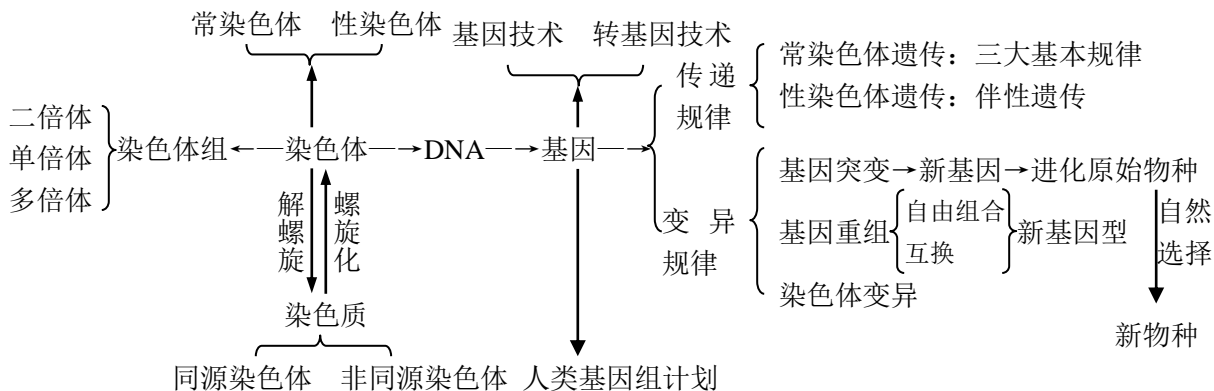 常染色体 性染色体
基因技术 转基因技术
常染色体遗传：三大基本规律
性染色体遗传：伴性遗传
传递
规律
二倍体
单倍体
多倍体
染色体组←—染色体—→DNA—→基因—→
解螺旋
螺旋化
变异
规律
基因突变→新基因→进化原始物种
基因重组
自由组合
互换
新基因型
自然
选择
染色体变异
新物种
染色质
同源染色体 非同源染色体 人类基因组计划